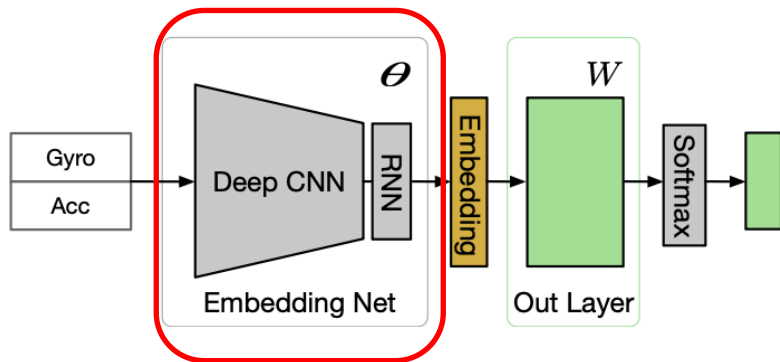 θ
W
Gyro
Acc
Deep CNN
RNN
Embedding
Softmax
Embedding Net
Out Layer